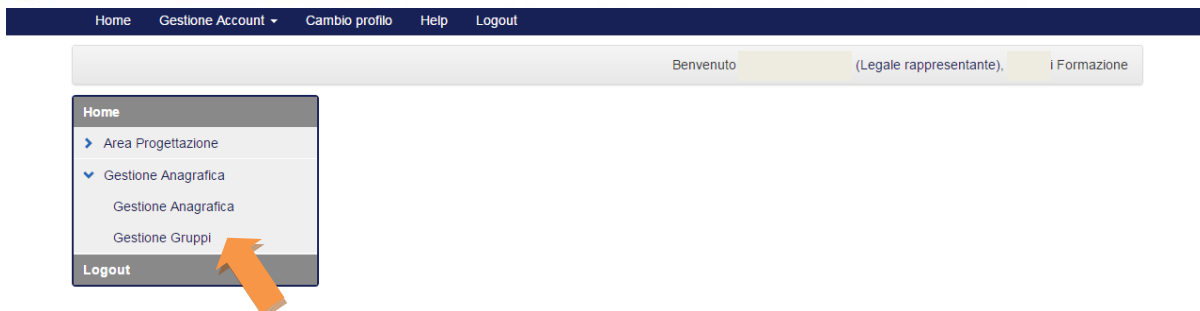 Home Gestione Account Cambio profilo Help Logout
Benvenuto (Legale rappresentante), i Formazione
Home
Area Progettazione
Gestione Anagrafica
Gestione Anagrafica
Gestione Gruppi
Logout